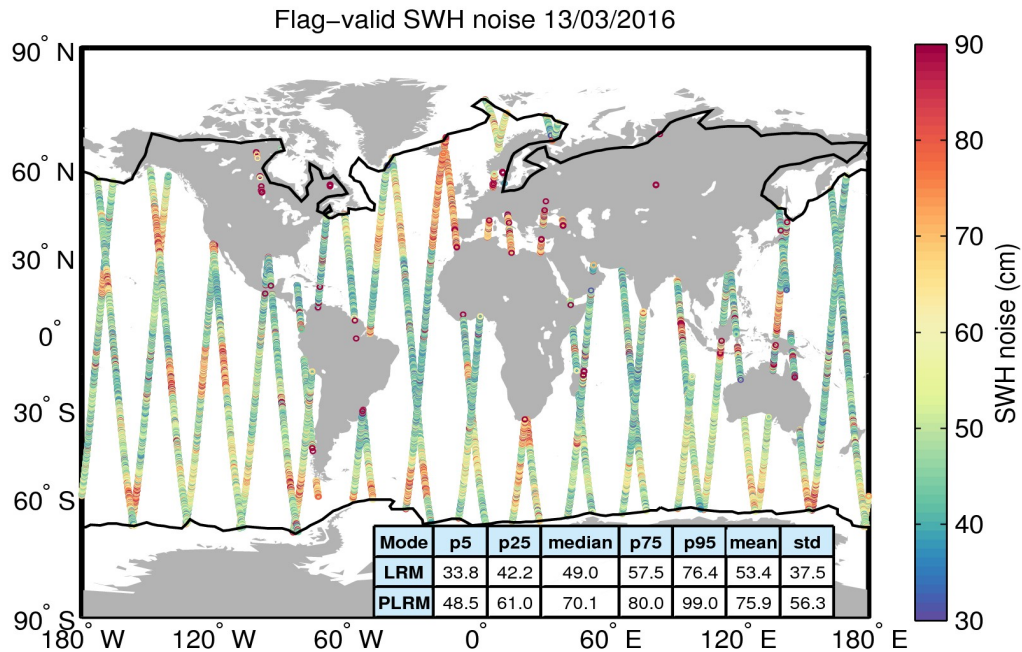 Flag−valid SWH noise 13/03/2016
90° N
60° N
30° N
0°
30° S
60° S
90° S
180° W
120° W
60° W
0°
60° E
120° E
180° E
Mode p5 p25 median p75 p95 mean std
LRM 33.8 42.2 49.0 57.5 76.4 53.4 37.5
PLRM 48.5 61.0 70.1 80.0 99.0 75.9 56.3
90
80
70
60
50
40
30
SWH noise (cm)